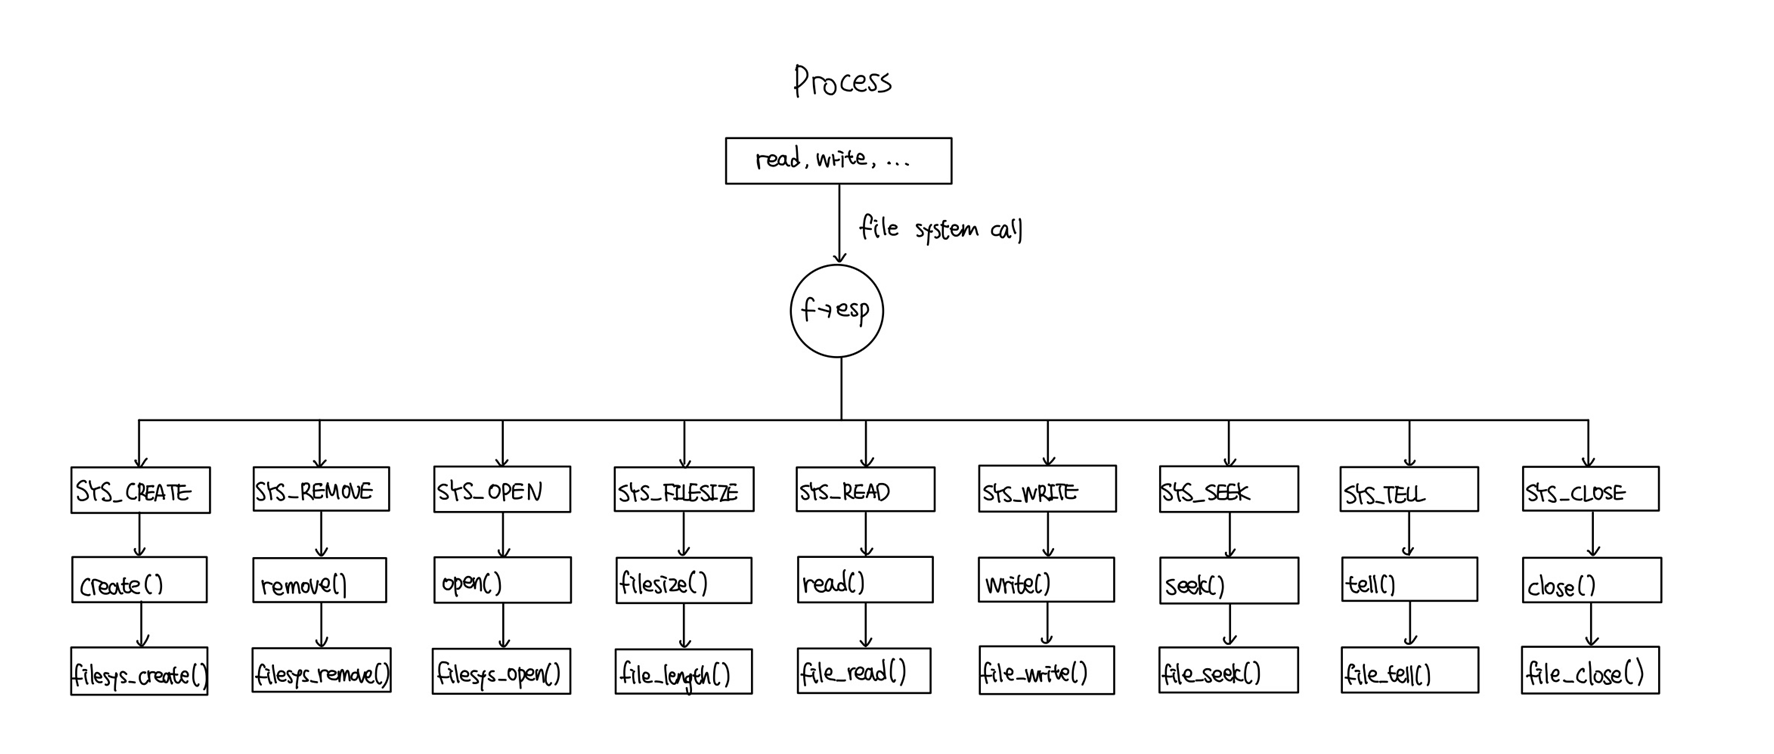 Process
read, write, ...
file system call
f→esp
SYS_CREATE SYS_REMOVE SYS_OPEN SYS_FILESIZE SYS_READ SYS_WRITE SYS_SEEK SYS_TELL SYS_CLOSE
create() remove() open() filesize() read() write() seek() tell() close()
filesys_create() filesys_remove() filesys_open() file_length() file_read() file_write() file_seek() file_tell() file_close()